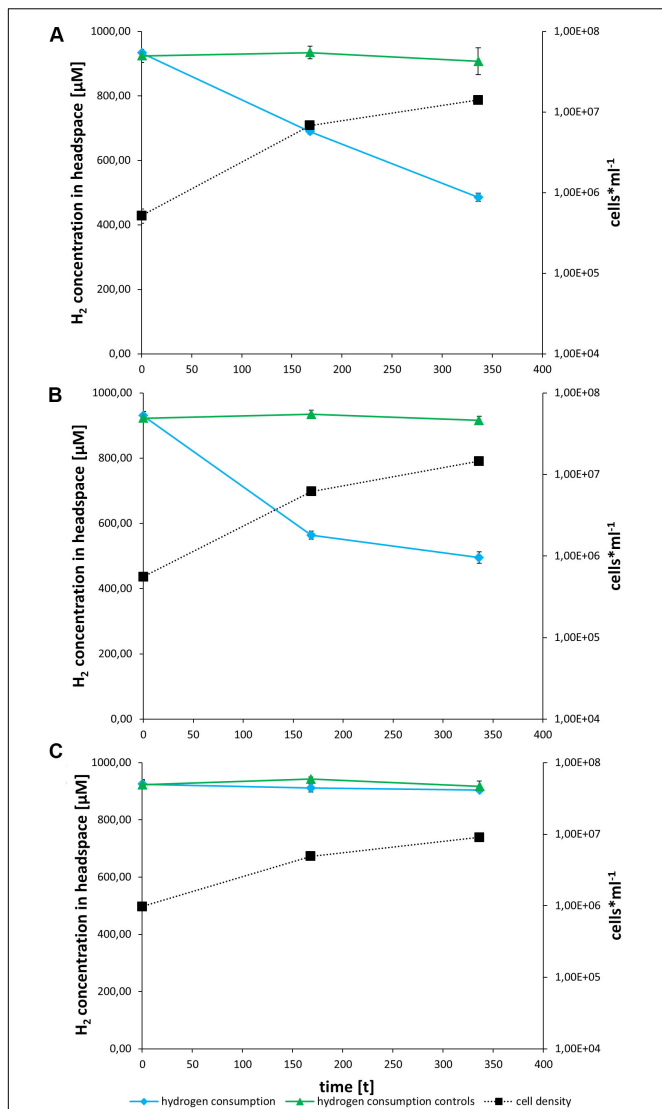 A
H2 concentration in headspace [µM]
1000,00
800,00
600,00
400,00
200,00
0,00
1,00E+08
1,00E+07
1,00E+06
1,00E+05
1,00E+04
cells*ml-1
0 50 100 150 200 250 300 350 400
B
H2 concentration in headspace [µM]
1000,00
800,00
600,00
400,00
200,00
0,00
1,00E+08
1,00E+07
1,00E+06
1,00E+05
1,00E+04
cells*ml-1
0 50 100 150 200 250 300 350 400
C
H2 concentration in headspace [µM]
1000,00
800,00
600,00
400,00
200,00
0,00
1,00E+08
1,00E+07
1,00E+06
1,00E+05
1,00E+04
cells*ml-1
0 50 100 150 200 250 300 350 400
time [t]
hydrogen consumption hydrogen consumption controls cell density